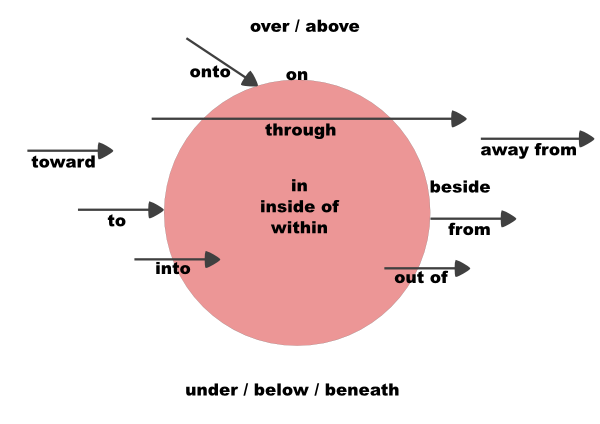 over / above
onto
on
through
away from
toward
in
beside
inside of
to
within
from
into
out of
under / below / beneath